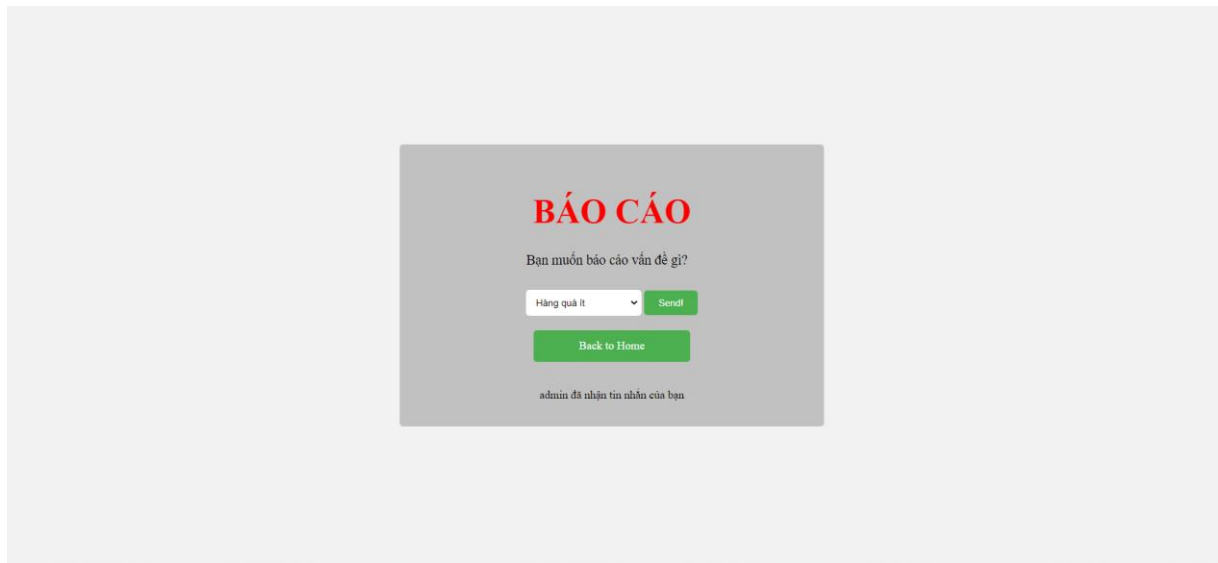 BÁO CÁO
Bạn muốn báo cáo vấn đề gì?
Hàng quá ít Send!
Back to Home
admin đã nhận tin nhắn của bạn